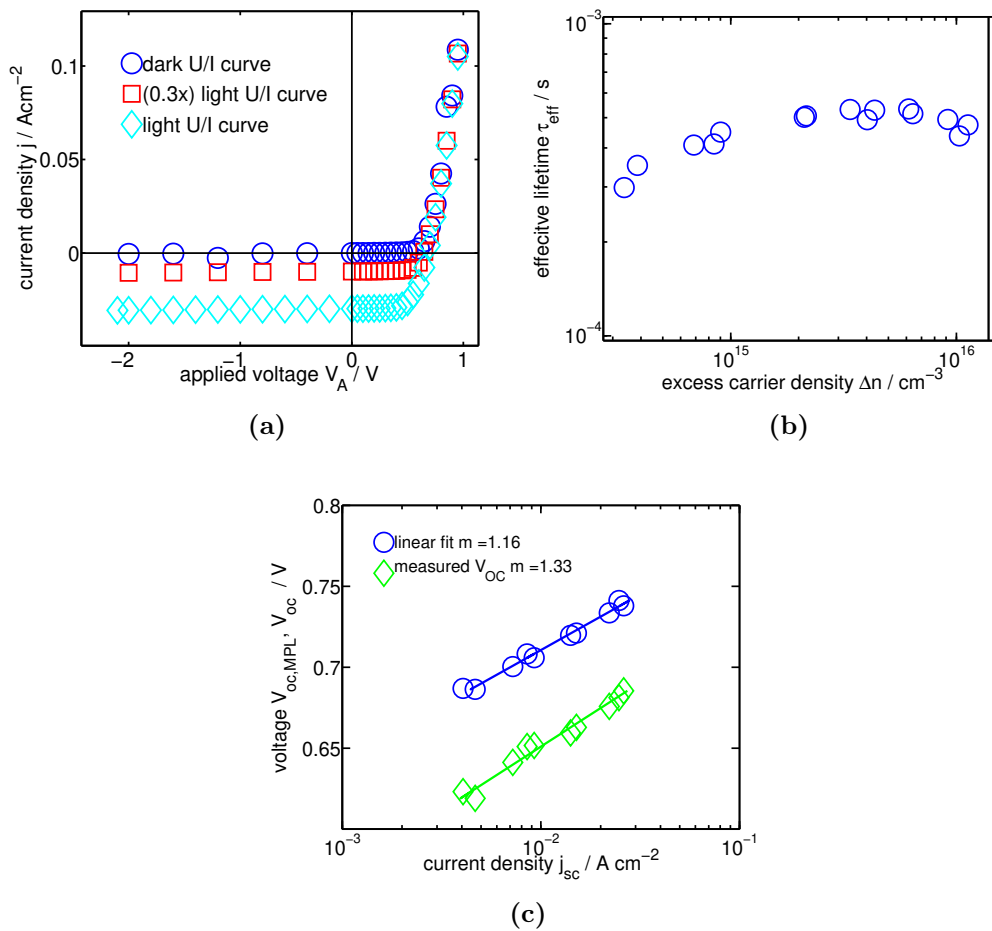 dark U/I curve
(0.3x) light U/I curve
light U/I curve
current density j / Acm⁻²
0.1
0.05
0
−2
−1
0
1
applied voltage V_A / V
(a)
10⁻³
10⁻⁴
effecitve lifetime τ_eff / s
10¹⁵
10¹⁶
excess carrier density Δn / cm⁻³
(b)
linear fit m =1.16
measured V_OC m =1.33
voltage V_oc,MPL, V_oc / V
0.8
0.75
0.7
0.65
10⁻³
10⁻²
10⁻¹
current density j_sc / A cm⁻²
(c)